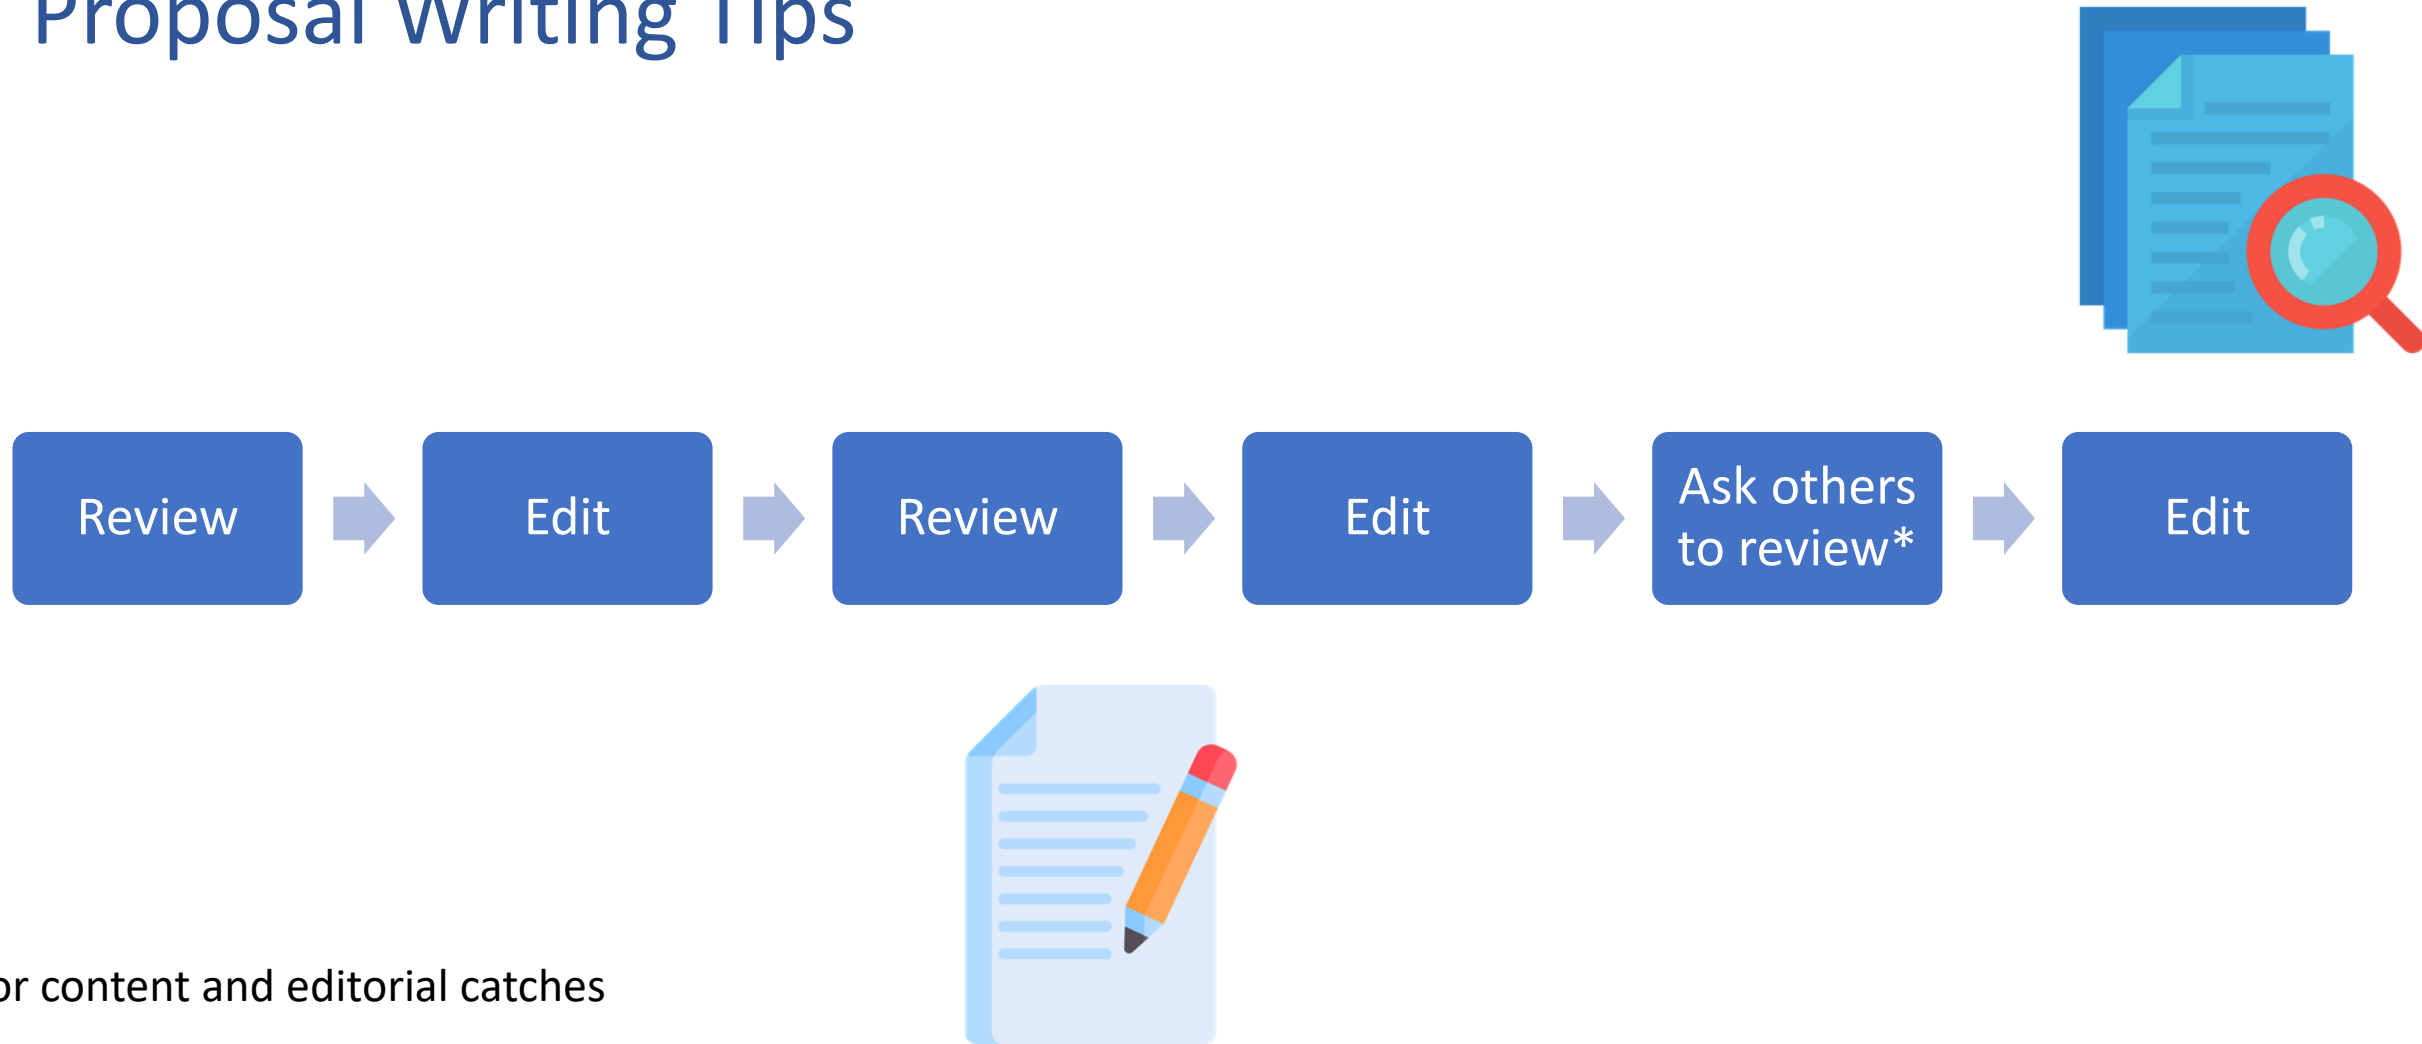 Proposal Writing Tips
Review
Edit
Review
Edit
Ask others
to review*
Edit
or content and editorial catches